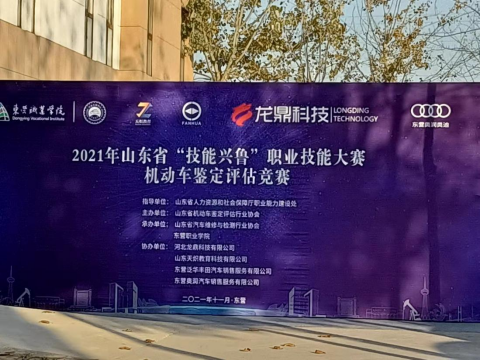 东营职业学院
Dongying Vocational Institute
FANHUA
龙鼎科技
LONGDING
TECHNOLOGY
东营奥润奥迪
2021年山东省“技能兴鲁”职业技能大赛
机动车鉴定评估竞赛
指导单位： 山东省人力资源和社会保障厅职业能力建设处
主办单位： 山东省机动车鉴定评估行业协会
承办单位： 山东省汽车维修与检测行业协会
东营职业学院
协办单位： 河北龙鼎科技有限公司
山东天炽教育科技有限公司
东营泛华丰田汽车销售服务有限公司
东营奥润汽车销售服务有限公司
二〇二一年十一月·东营